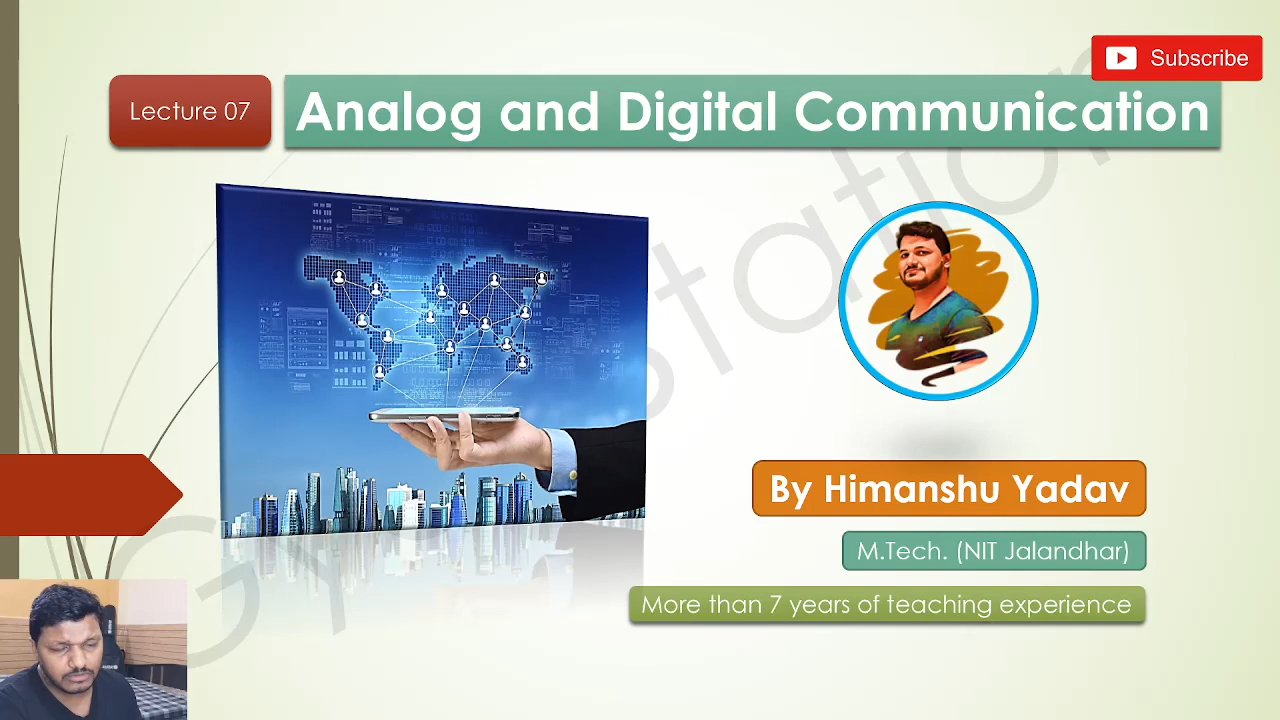 Subscribe
Lecture 07
Analog and Digital Communication
By Himanshu Yadav
M.Tech. (NIT Jalandhar)
More than 7 years of teaching experience